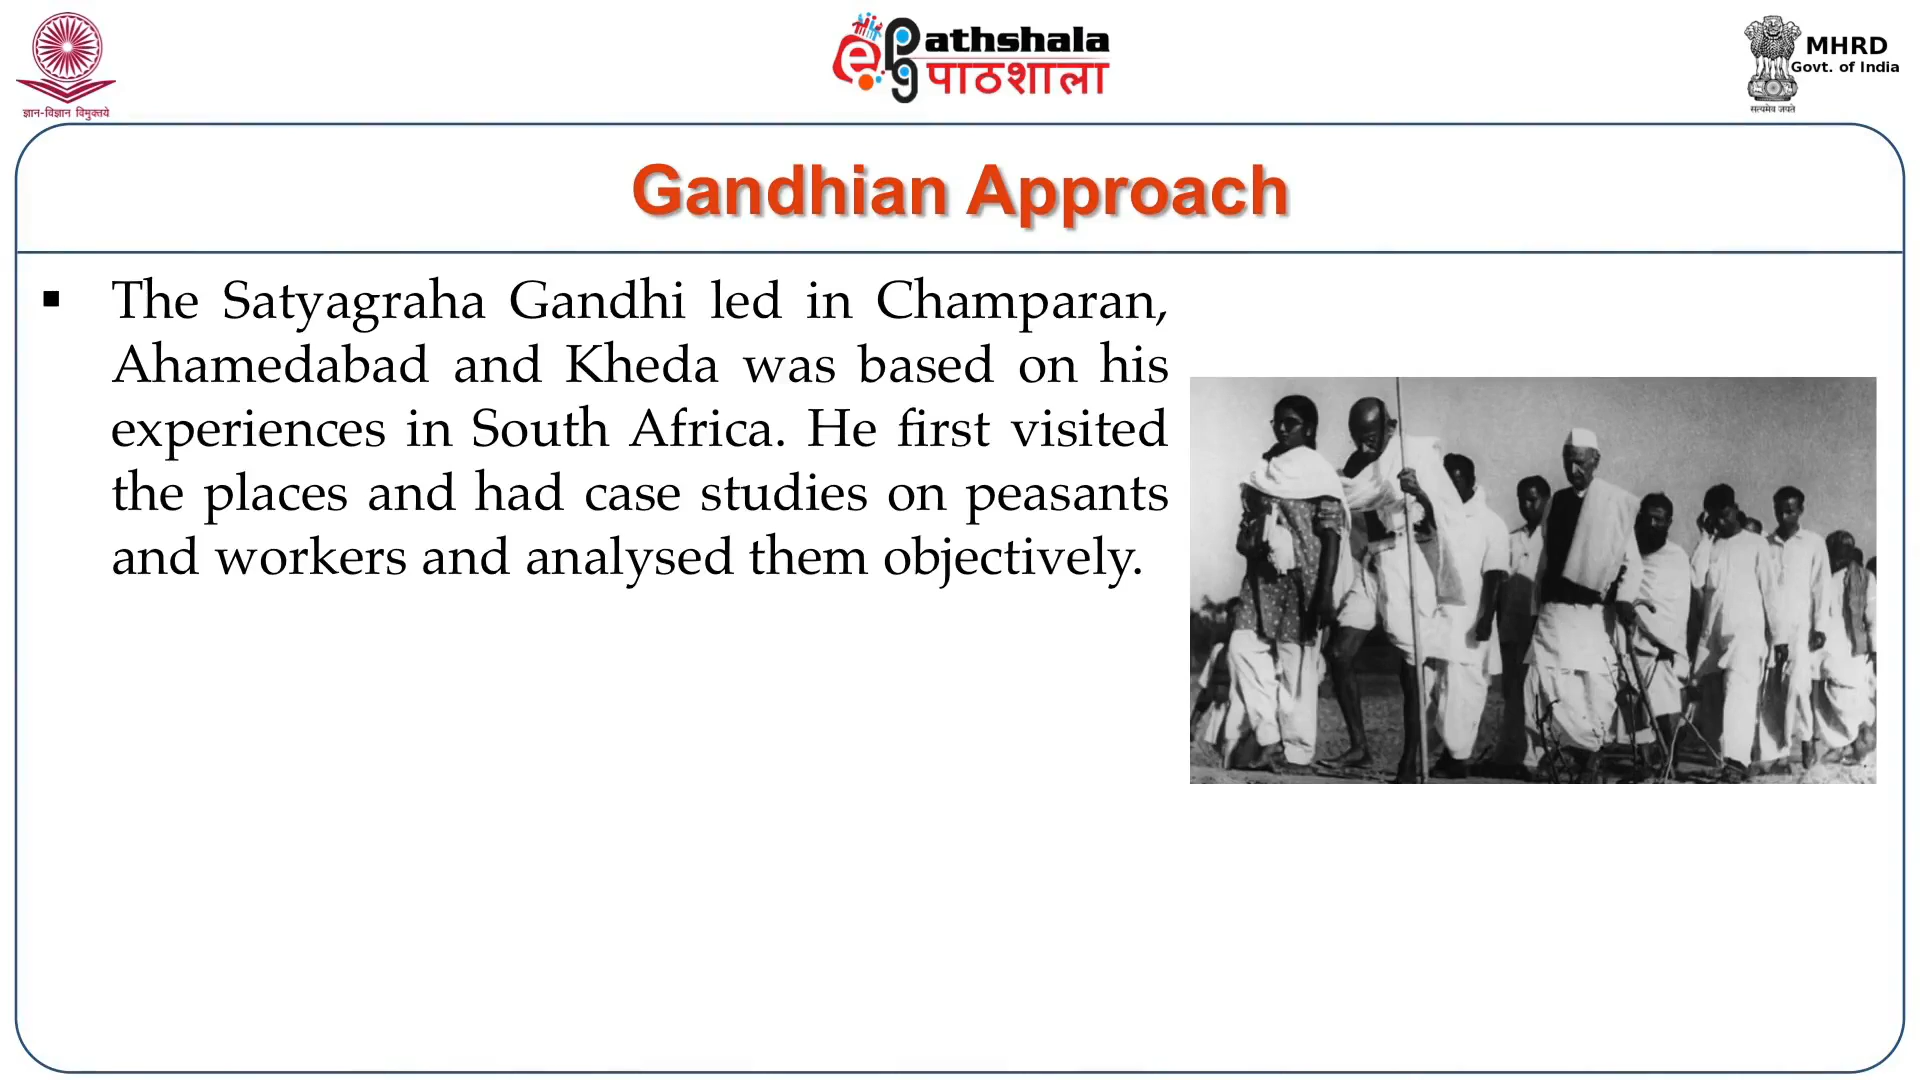 ज्ञान-विज्ञान विमुक्तये
e PG Pathshala
पाठशाला
MHRD
Govt. of India
सत्यमेव जयते
Gandhian Approach
▪ The Satyagraha Gandhi led in Champaran,
Ahamedabad and Kheda was based on his
experiences in South Africa. He first visited
the places and had case studies on peasants
and workers and analysed them objectively.